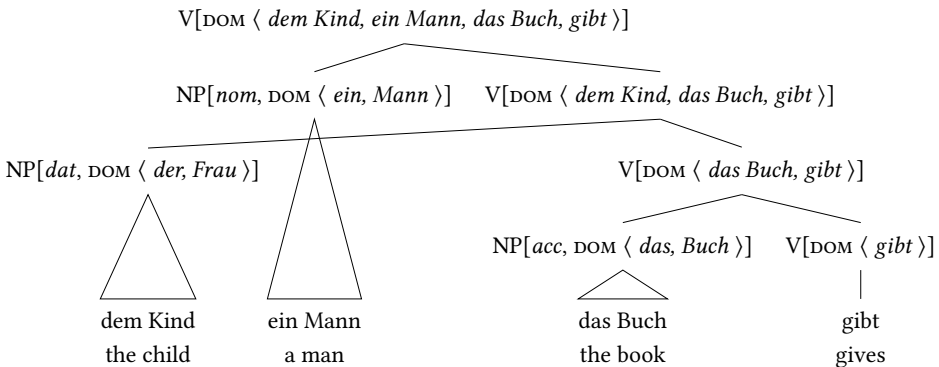 V[DOM ⟨ dem Kind, ein Mann, das Buch, gibt ⟩]
NP[nom, DOM ⟨ ein, Mann ⟩] V[DOM ⟨ dem Kind, das Buch, gibt ⟩]
NP[dat, DOM ⟨ der, Frau ⟩] V[DOM ⟨ das Buch, gibt ⟩]
NP[acc, DOM ⟨ das, Buch ⟩] V[DOM ⟨ gibt ⟩]
dem Kind ein Mann das Buch gibt
the child a man the book gives